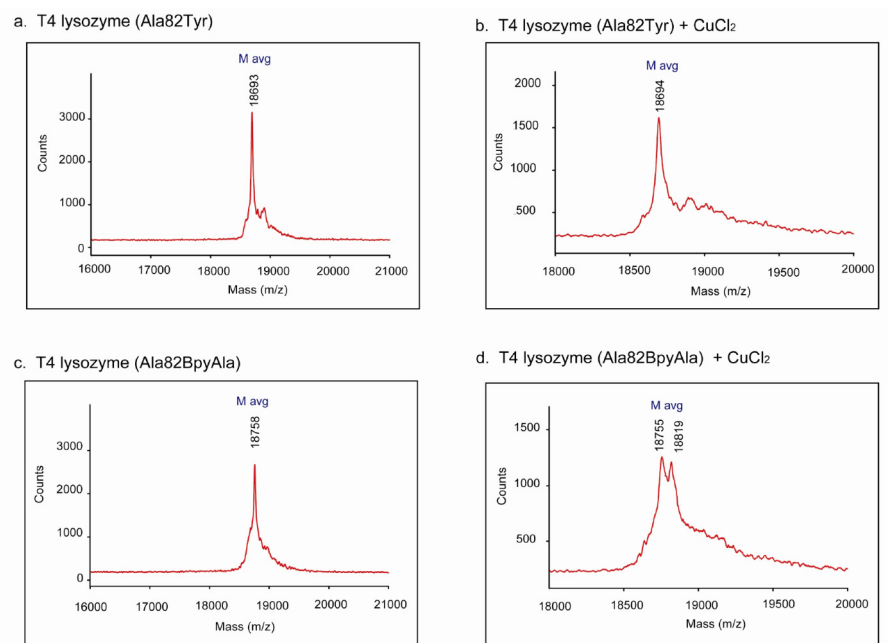 a. T4 lysozyme (Ala82Tyr)
M avg
18693
3000
2000
1000
0
Counts
16000 17000 18000 19000 20000 21000
Mass (m/z)
b. T4 lysozyme (Ala82Tyr) + CuCl₂
M avg
18694
2000
1500
1000
500
Counts
18000 18500 19000 19500 20000
Mass (m/z)
c. T4 lysozyme (Ala82BpyAla)
M avg
18758
3000
2000
1000
0
Counts
16000 17000 18000 19000 20000 21000
Mass (m/z)
d. T4 lysozyme (Ala82BpyAla) + CuCl₂
M avg
18755 18819
1500
1000
500
Counts
18000 18500 19000 19500 20000
Mass (m/z)